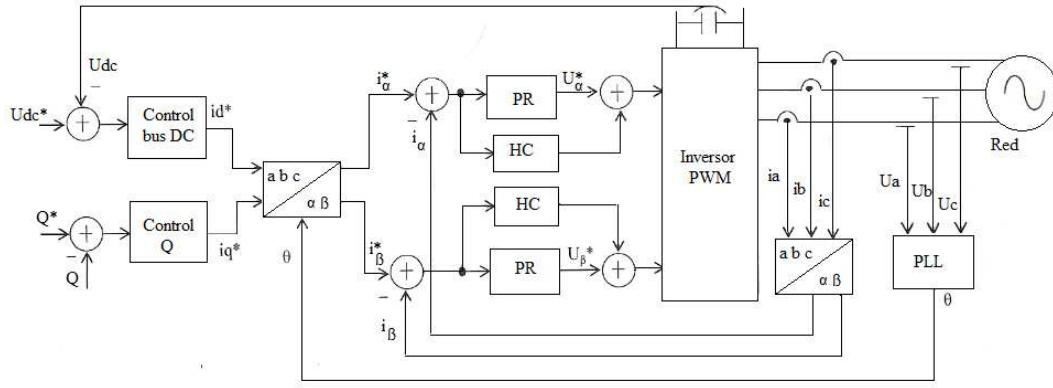 Udc
−
Udc*
+
Control
bus DC
id*
Q*
+
−
Q
Control
Q
iq*
a b c
α β
θ
i*α
+
−
iα
PR
U*α
+
HC
HC
i*β
+
−
iβ
PR
Uβ*
+
Inversor
PWM
ia
ib
ic
a b c
α β
Red
Ua
Ub
Uc
PLL
θ